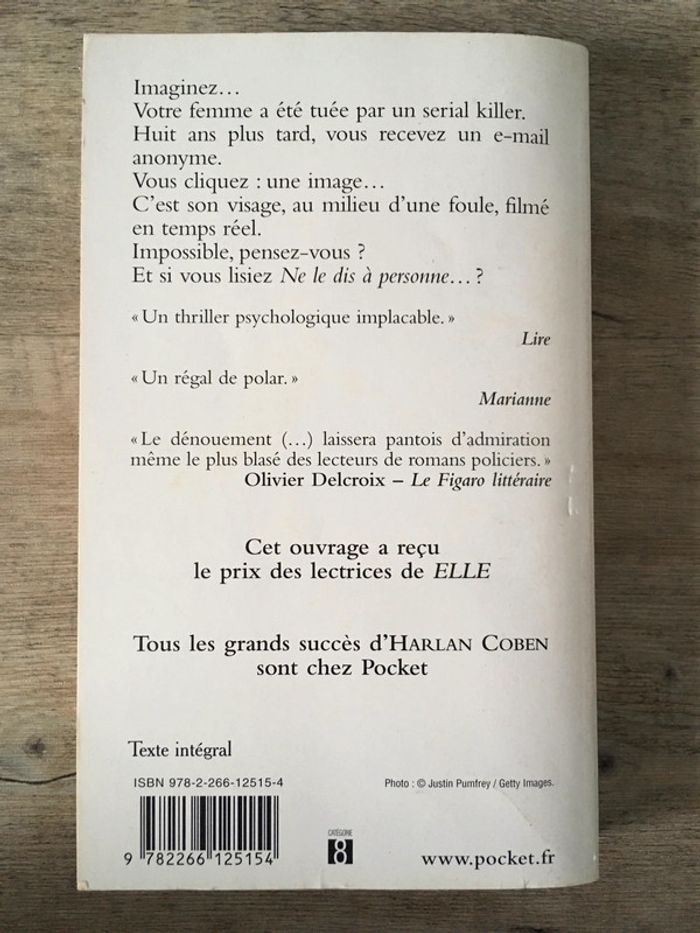 Imaginez…
Votre femme a été tuée par un serial killer.
Huit ans plus tard, vous recevez un e-mail
anonyme.
Vous cliquez : une image…
C'est son visage, au milieu d'une foule, filmé
en temps réel.
Impossible, pensez-vous ?
Et si vous lisiez Ne le dis à personne… ?
« Un thriller psychologique implacable. »
Lire
« Un régal de polar. »
Marianne
« Le dénouement (…) laissera pantois d'admiration
même le plus blasé des lecteurs de romans policiers. »
Olivier Delcroix – Le Figaro littéraire
Cet ouvrage a reçu
le prix des lectrices de ELLE
Tous les grands succès d'HARLAN COBEN
sont chez Pocket
Texte intégral
ISBN 978-2-266-12515-4
Photo : © Justin Pumfrey / Getty Images.
CATÉGORIE
8
9 782266 125154
www.pocket.fr